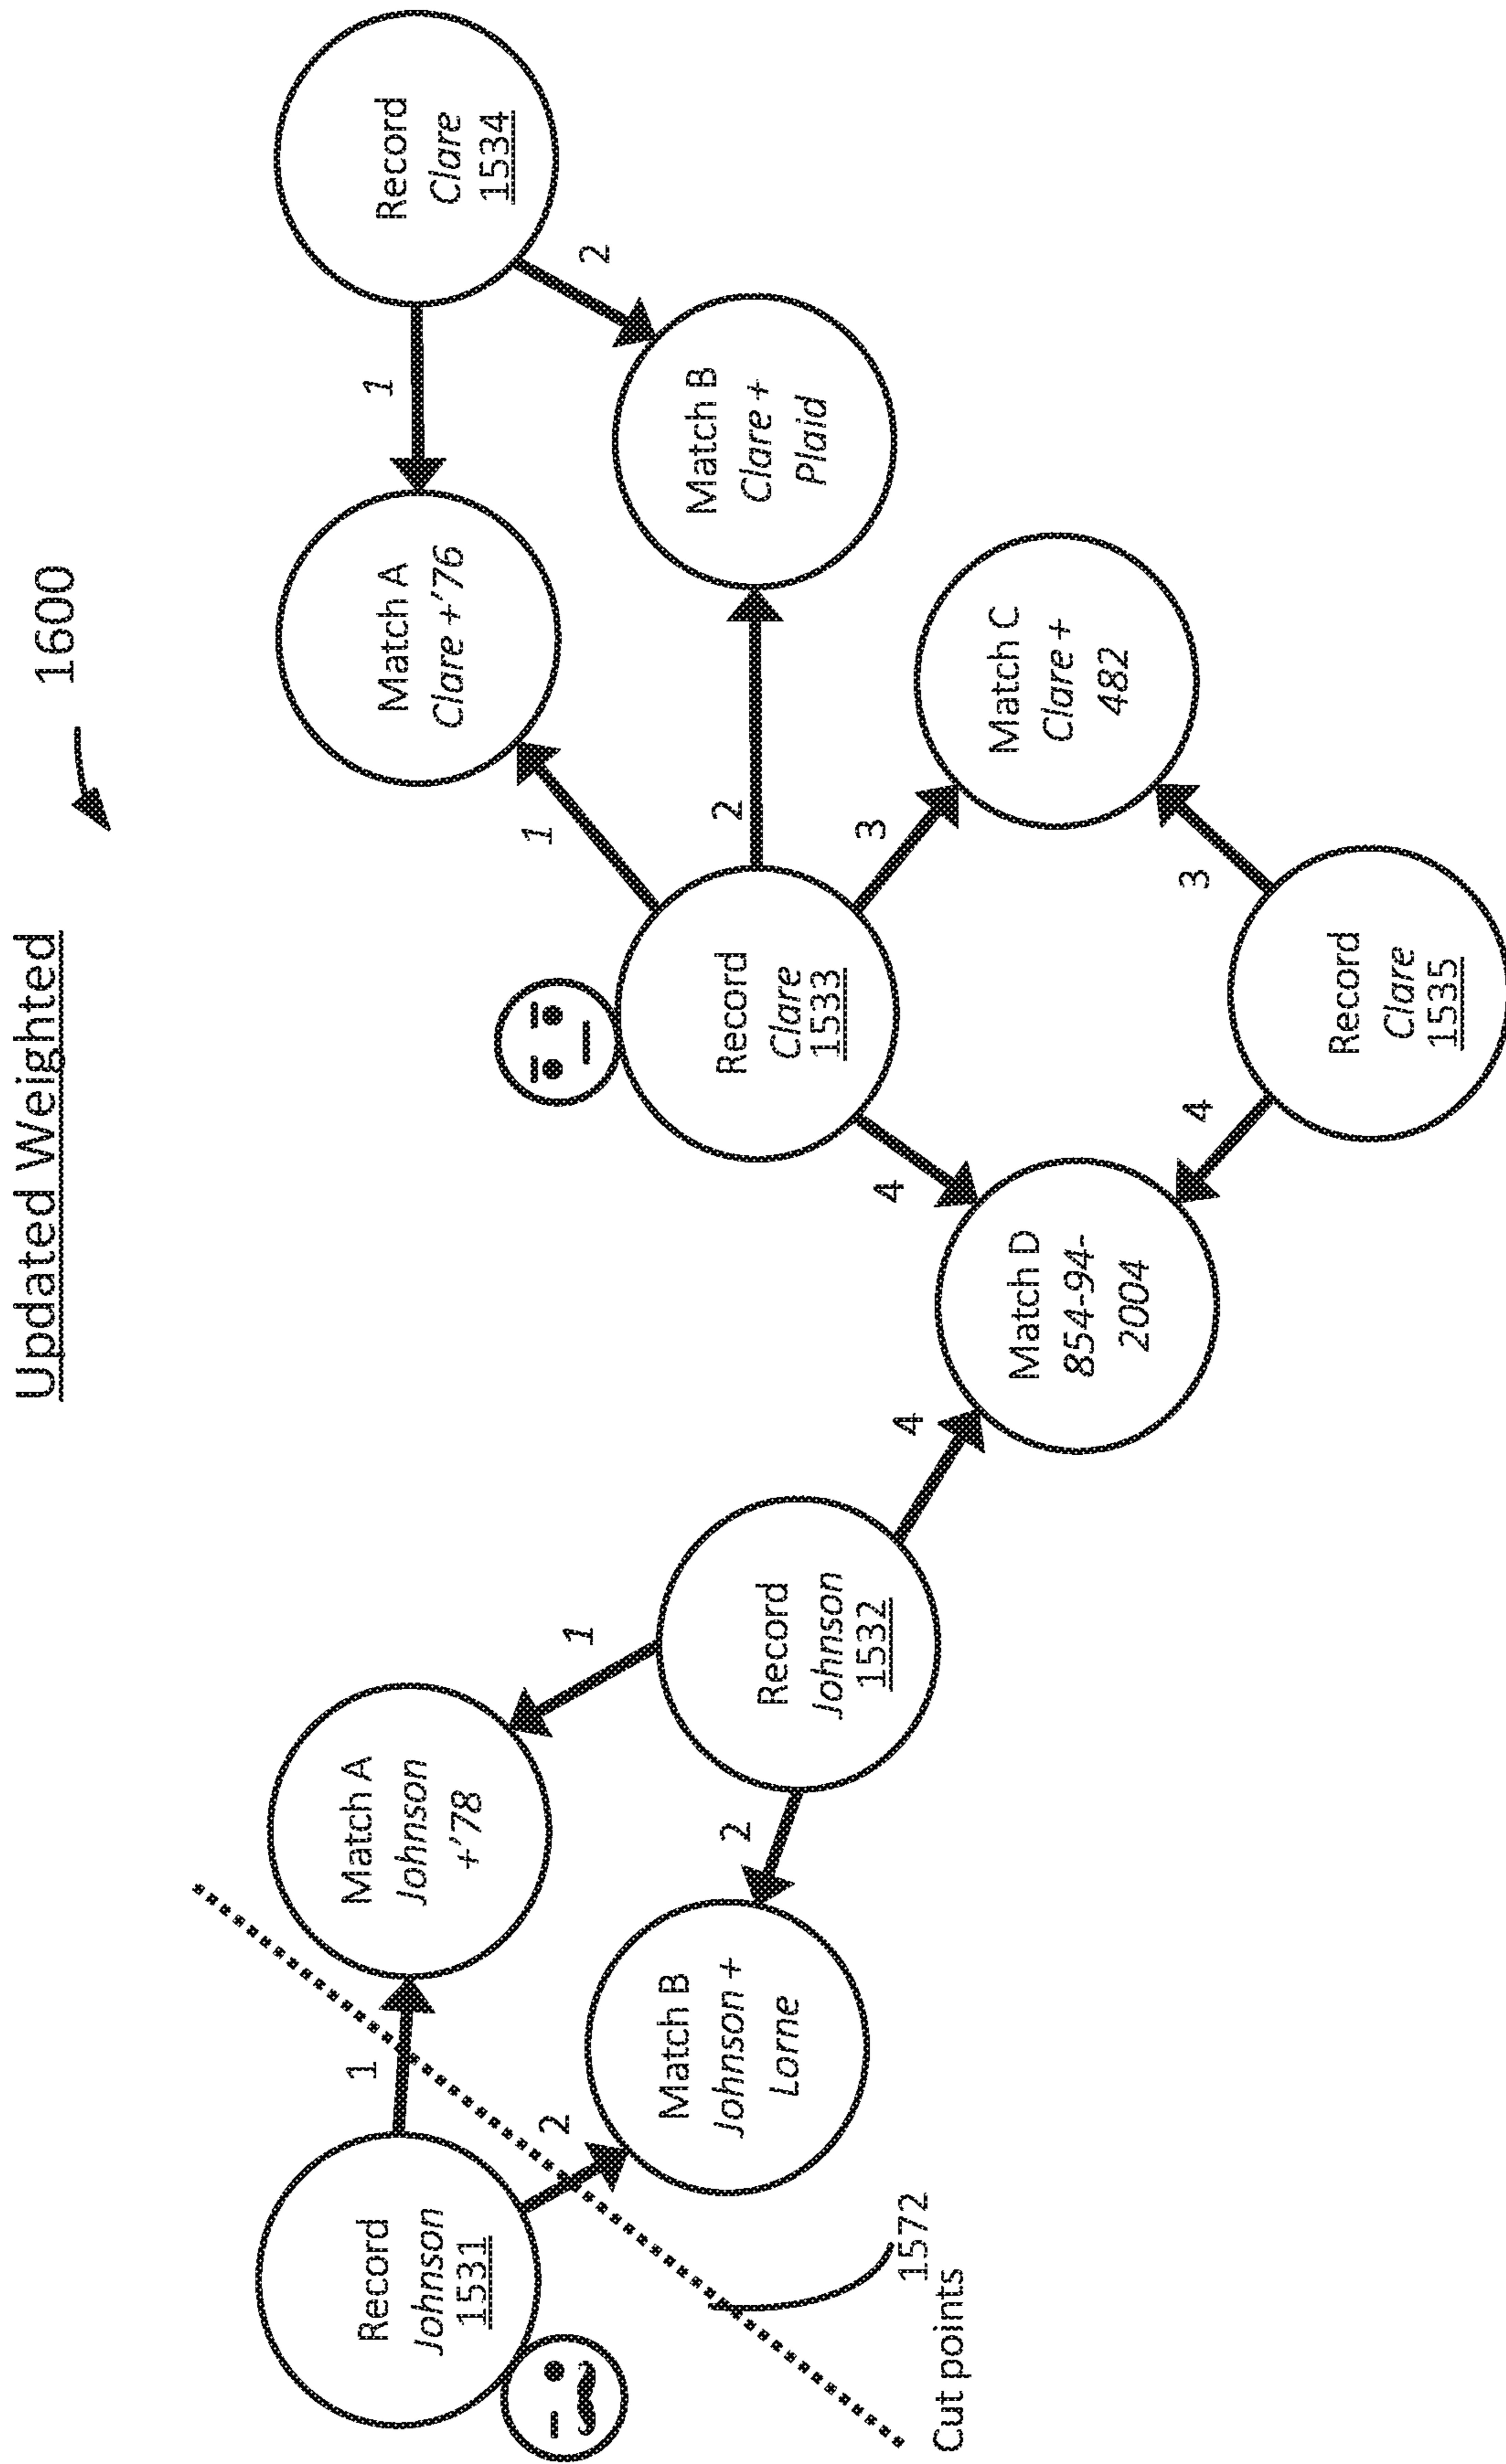 Updated Weighted
1600
Record
Johnson
1531
1
2
Match A
Johnson
+'78
Match B
Johnson +
Lorne
1
2
Record
Johnson
1532
4
Match D
854-94-
2004
4
4
Record
Clare
1533
1
2
3
Record
Clare
1535
3
Match A
Clare +'76
Match B
Clare +
Plaid
Match C
Clare +
482
1
2
Record
Clare
1534
1572
Cut points